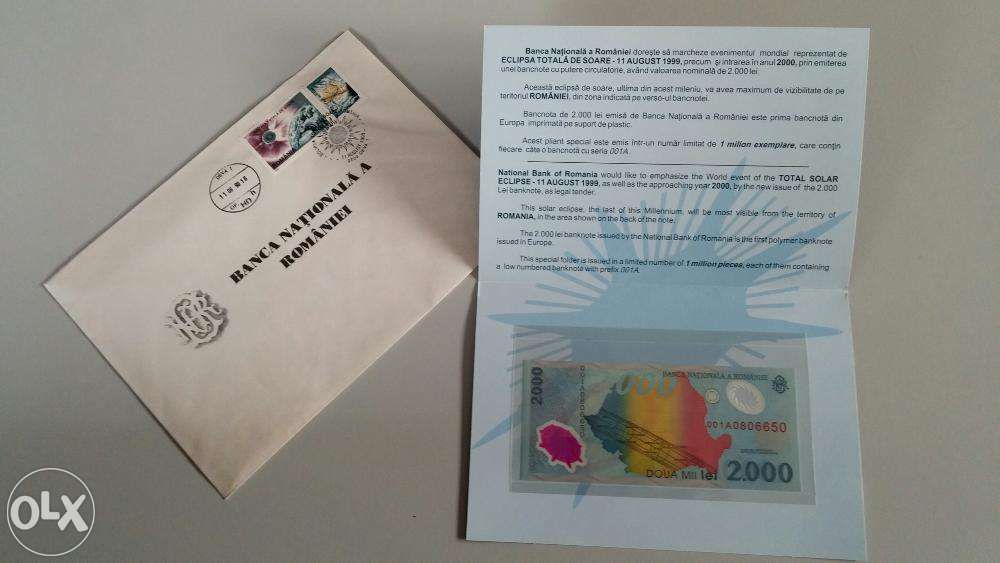 BANCA NAȚIONALĂ A
ROMÂNIEI
Banca Naţională a României doreşte să marcheze evenimentul mondial reprezentat de
ECLIPSA TOTALĂ DE SOARE - 11 AUGUST 1999, precum şi intrarea în anul 2000, prin emiterea
unei bancnote cu putere circulatorie, având valoarea nominală de 2.000 lei.
Această eclipsă de soare, ultima din acest mileniu, va avea maximum de vizibilitate de pe
teritoriul ROMÂNIEI, din zona indicată pe verso-ul bancnotei.
Bancnota de 2.000 lei emisă de Banca Naţională a României este prima bancnotă din
Europa imprimată pe suport de plastic.
Acest pliant special este emis într-un număr limitat de 1 milion exemplare, care conţin
fiecare câte o bancnotă cu seria 001A.
National Bank of Romania would like to emphasize the World event of the TOTAL SOLAR
ECLIPSE - 11 AUGUST 1999, as well as the approaching year 2000, by the new issue of the 2.000
Lei banknote, as legal tender.
This solar eclipse, the last of this Millennium, will be most visible from the territory of
ROMANIA, in the area shown on the back of the note.
The 2.000 lei banknote issued by the National Bank of Romania is the first polymer banknote
issued in Europe.
This special folder is issued in a limited number of 1 million pieces, each of them containing
a low numbered banknote with prefix 001A.
2000
000
BANCA NAŢIONALĂ A ROMÂNIEI
001A0806650
DOUA MII lei 2.000
OLX